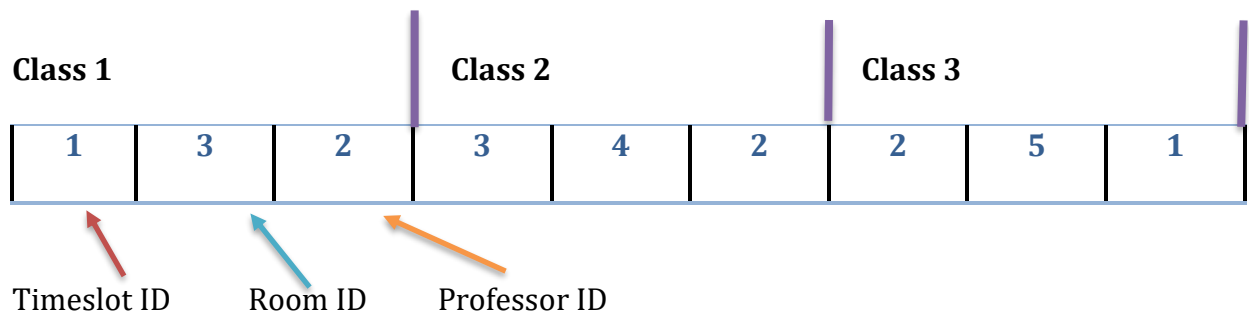 Class 1 Class 2 Class 3
1 3 2 3 4 2 2 5 1
Timeslot ID Room ID Professor ID